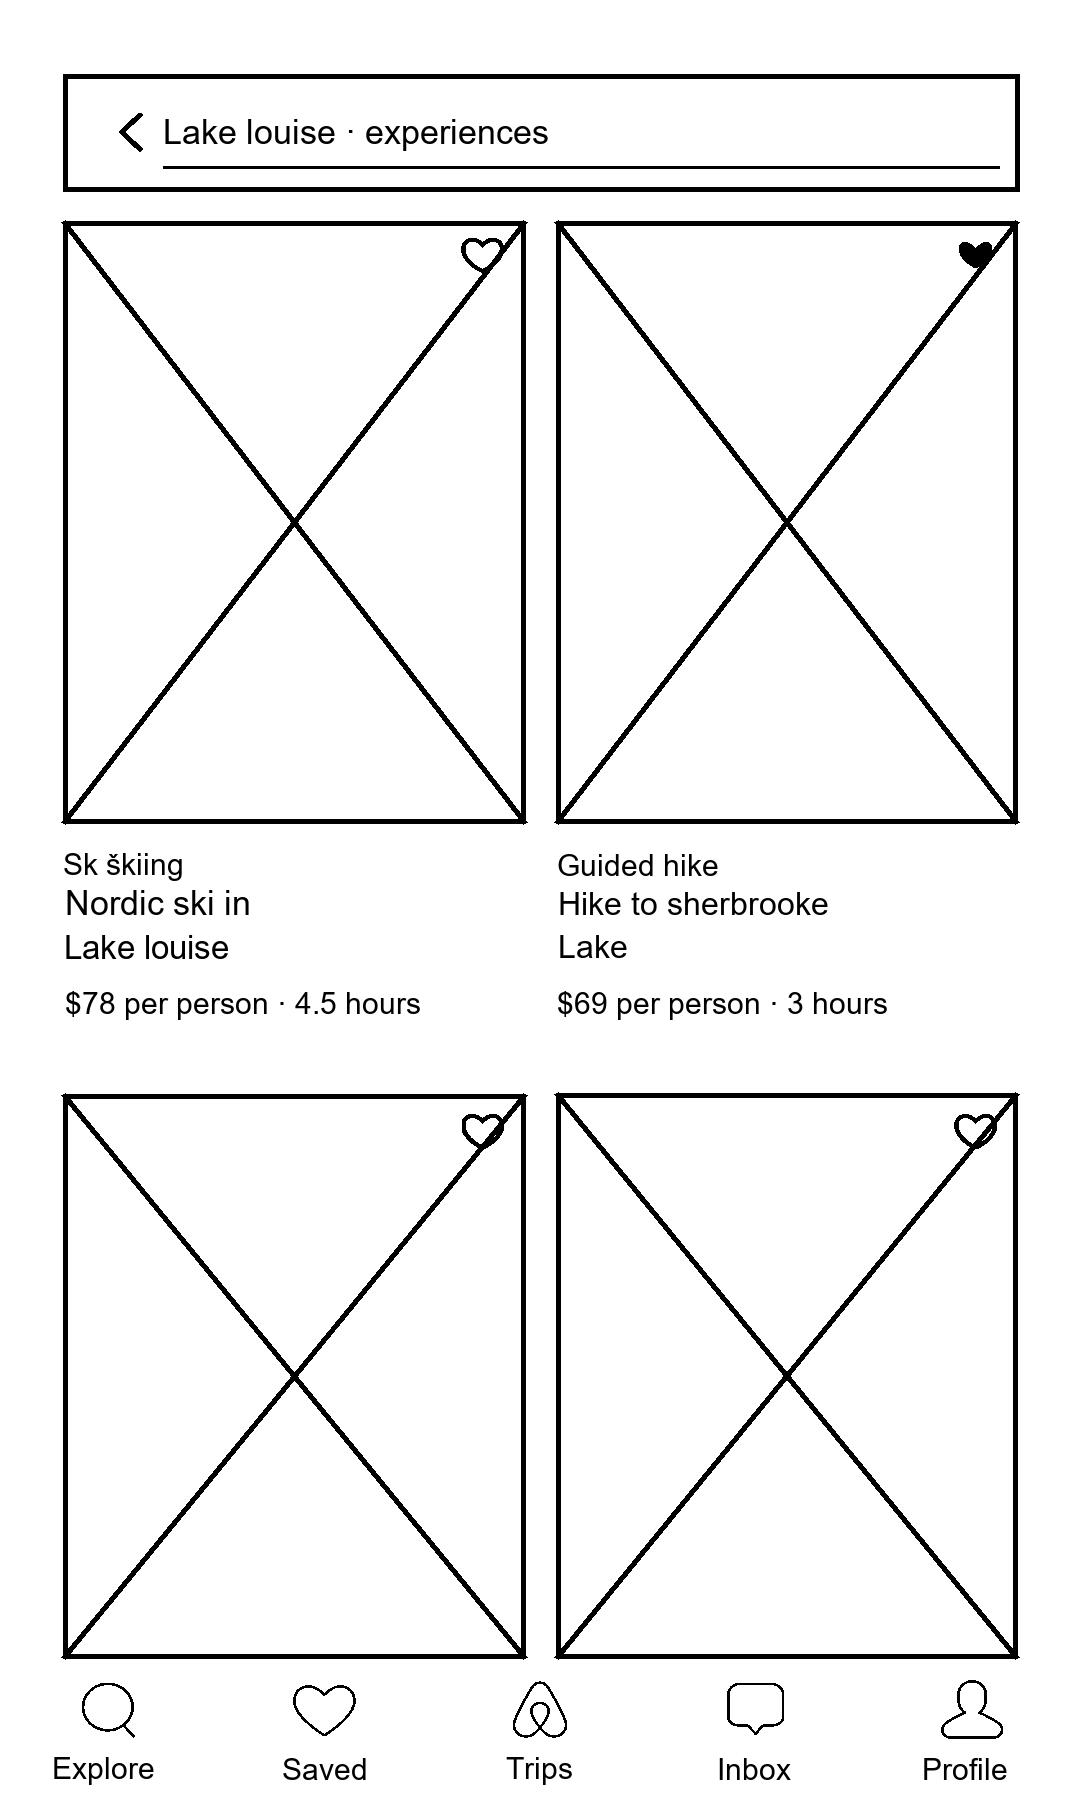 Lake louise · experiences
Sk škiing
Nordic ski in
Lake louise
$78 per person · 4.5 hours
Guided hike
Hike to sherbrooke
Lake
$69 per person · 3 hours
Explore
Saved
Trips
Inbox
Profile